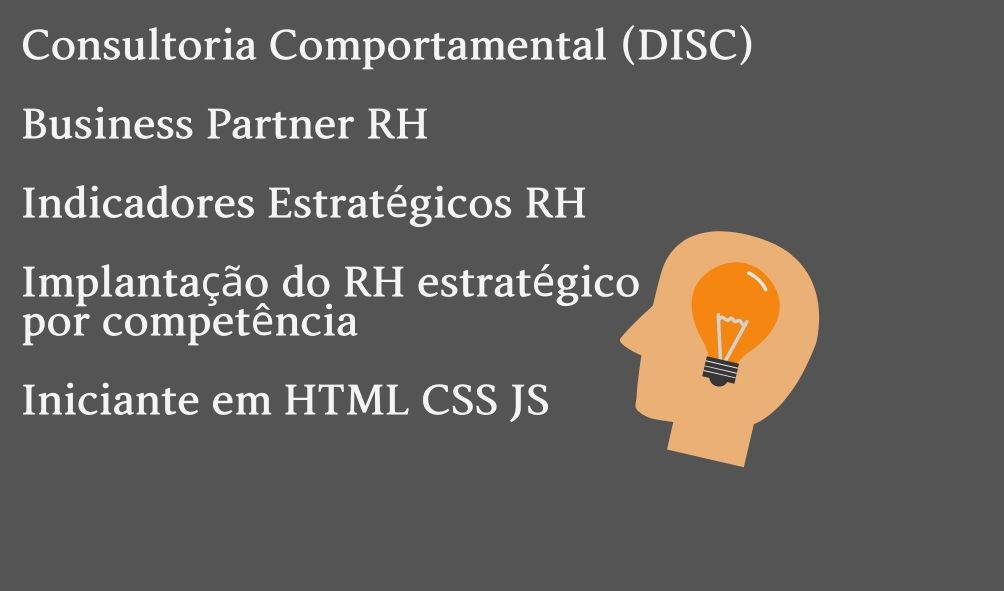 Consultoria Comportamental (DISC)
Business Partner RH
Indicadores Estratégicos RH
Implantação do RH estratégico
por competência
Iniciante em HTML CSS JS